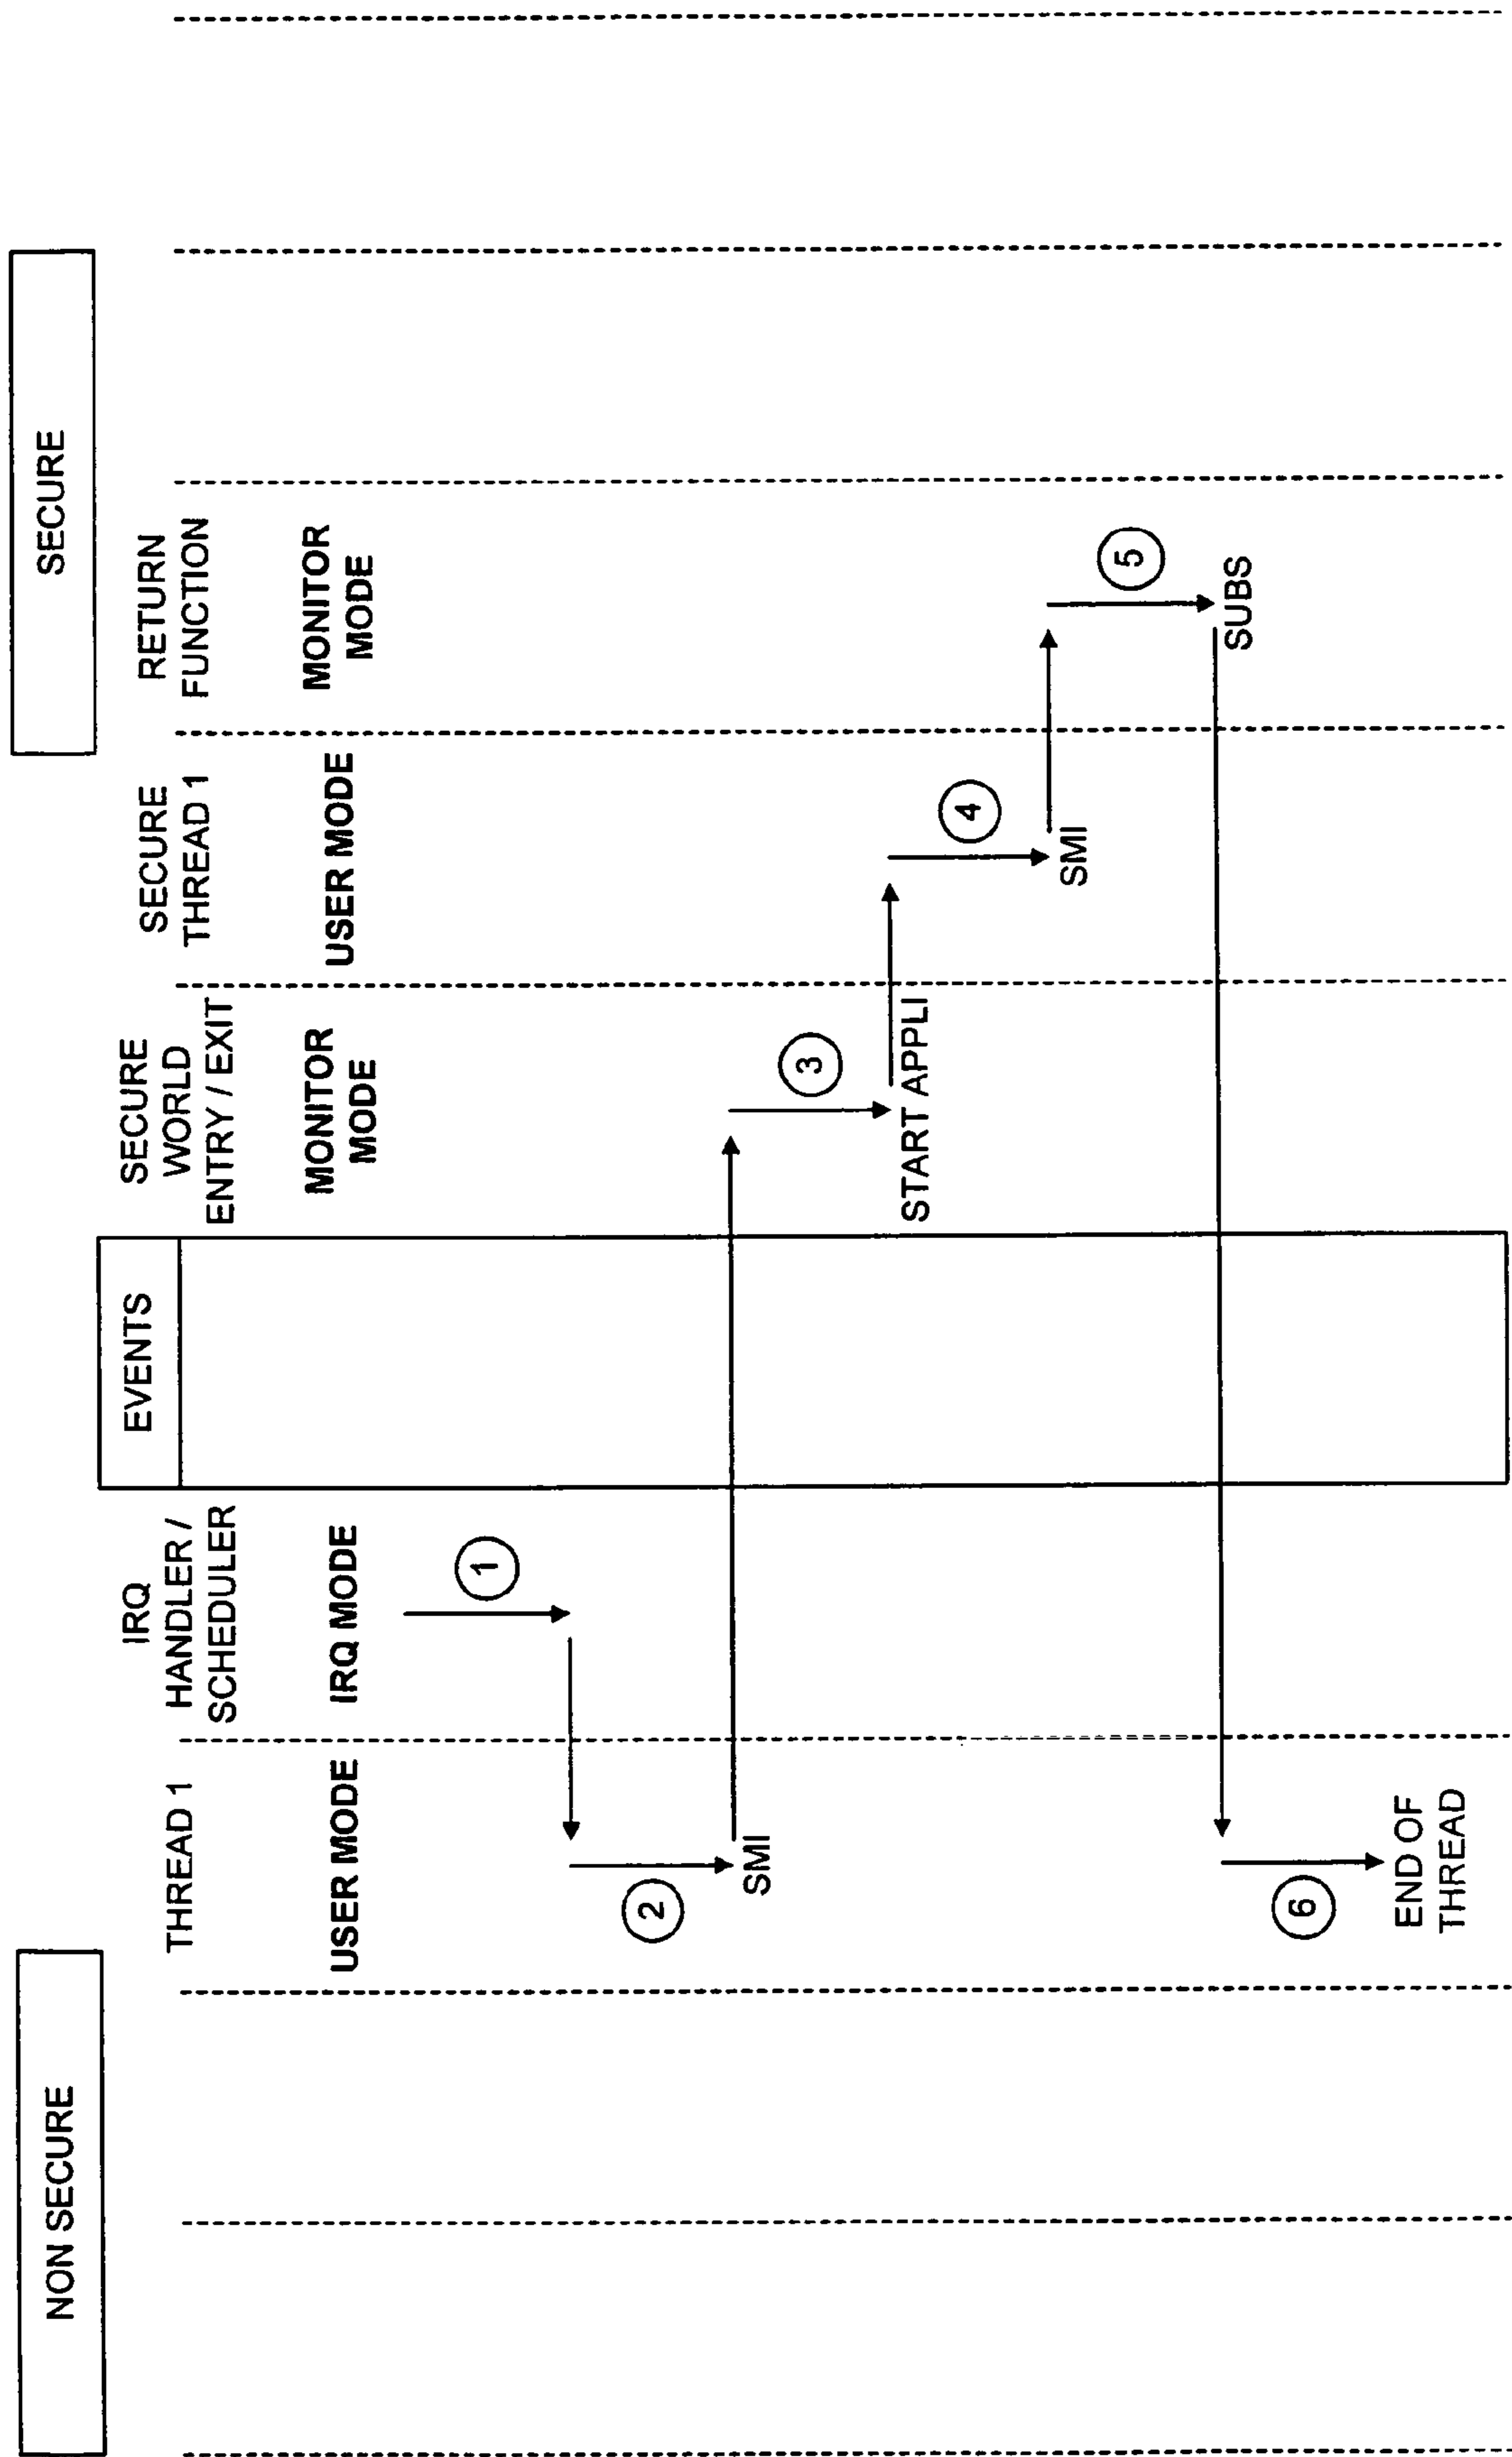 NON SECURE
SECURE
EVENTS
THREAD 1
USER MODE
IRQ
HANDLER /
SCHEDULER
IRQ MODE
SECURE
WORLD
ENTRY / EXIT
MONITOR
MODE
SECURE
THREAD 1
USER MODE
RETURN
FUNCTION
MONITOR
MODE
1
2
SMI
3
START APPLI
4
SMI
5
SUBS
6
END OF
THREAD